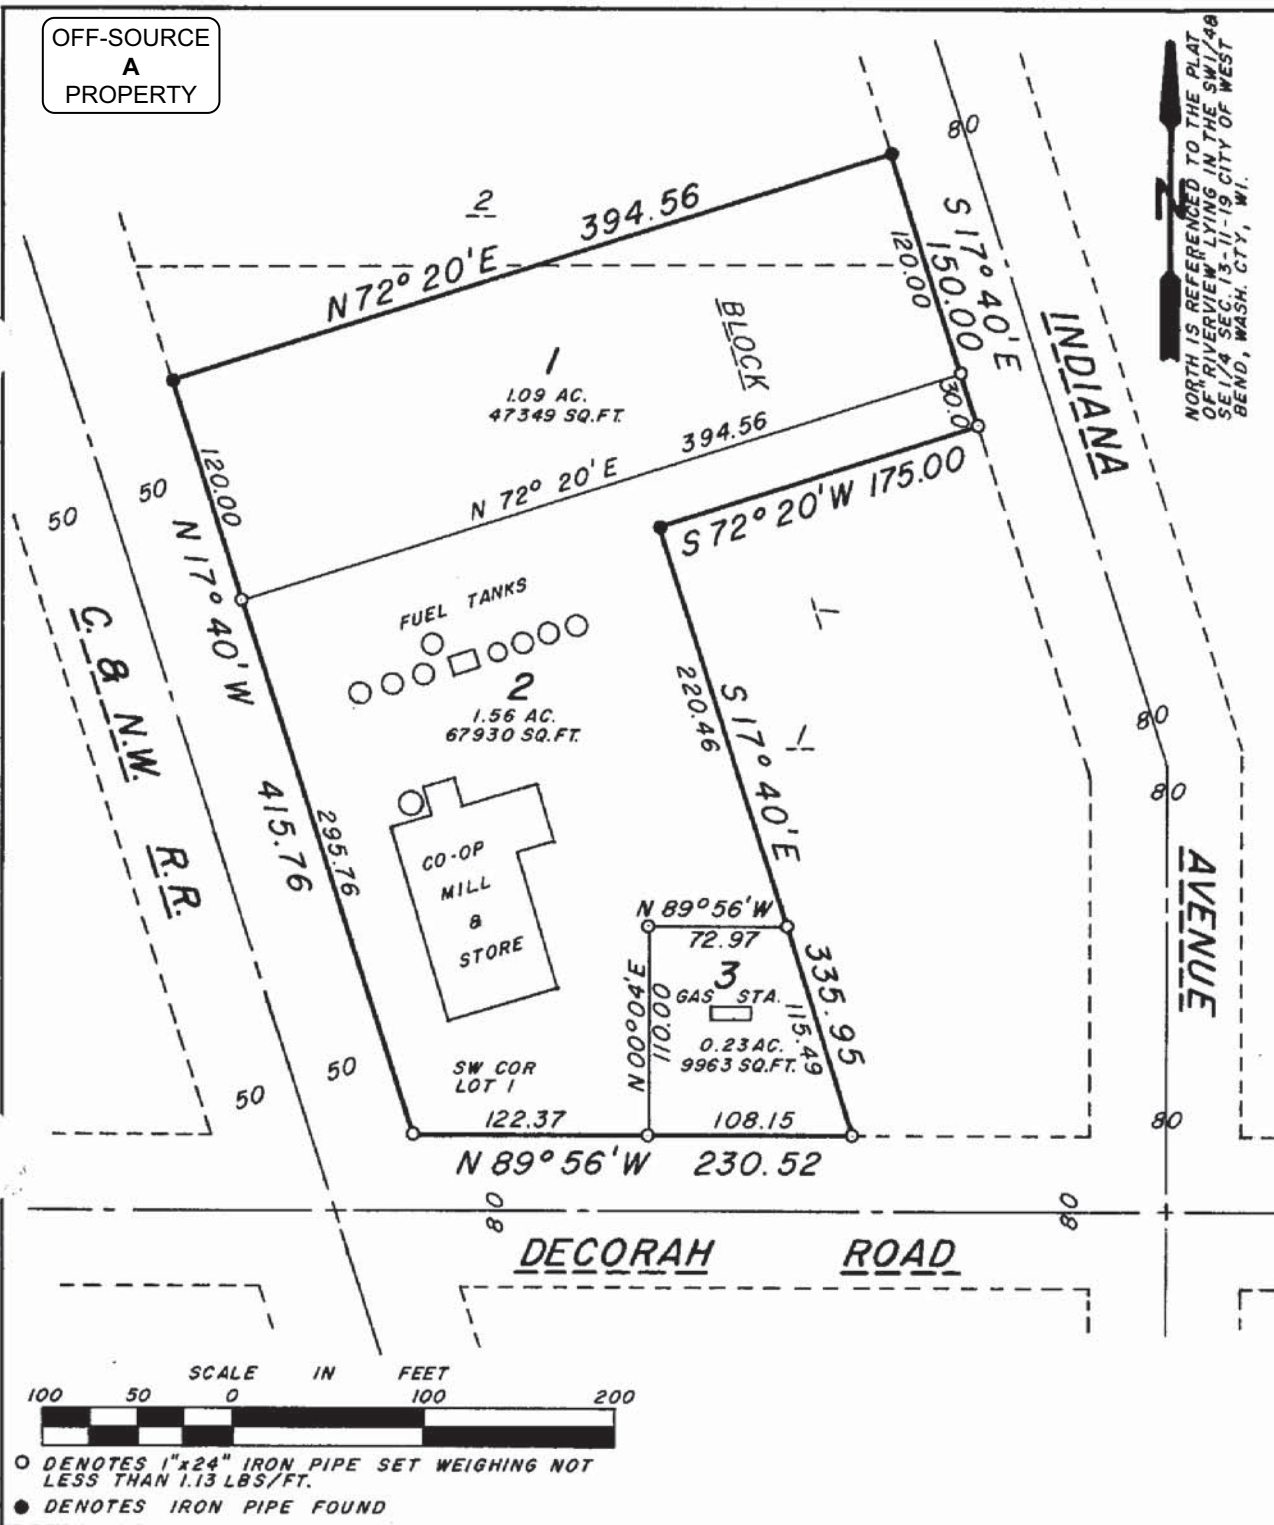 OFF-SOURCE
A
PROPERTY
NORTH IS REFERENCED TO THE PLAT
OF "RIVERVIEW" LYING IN THE SW1/4&
SE1/4 SEC. 13-11-19 CITY OF WEST
BEND, WASH. CTY, WI.
N
80
2
394.56
N 72° 20' E
S 17° 40' E
150.00
120.00
30.0
BLOCK
INDIANA
1
1.09 AC.
47349 SQ.FT.
394.56
N 72° 20' E
S 72° 20' W 175.00
120.00
50
50
N 17° 40' W
C. & N.W. R.R.
FUEL TANKS
2
1.56 AC.
67930 SQ.FT.
1
1
220.46
S 17° 40' E
80
80
AVENUE
415.76
295.76
CO-OP
MILL
&
STORE
N 89° 56' W
72.97
3
GAS STA.
0.23 AC.
9963 SQ.FT.
N 00° 04' E
110.00
115.49
335.95
SW COR
LOT 1
50
50
122.37
108.15
80
N 89° 56' W 230.52
80
80
DECORAH ROAD
SCALE IN FEET
100 50 0 100 200
DENOTES 1"x24" IRON PIPE SET WEIGHING NOT
LESS THAN 1.13 LBS/FT.
DENOTES IRON PIPE FOUND